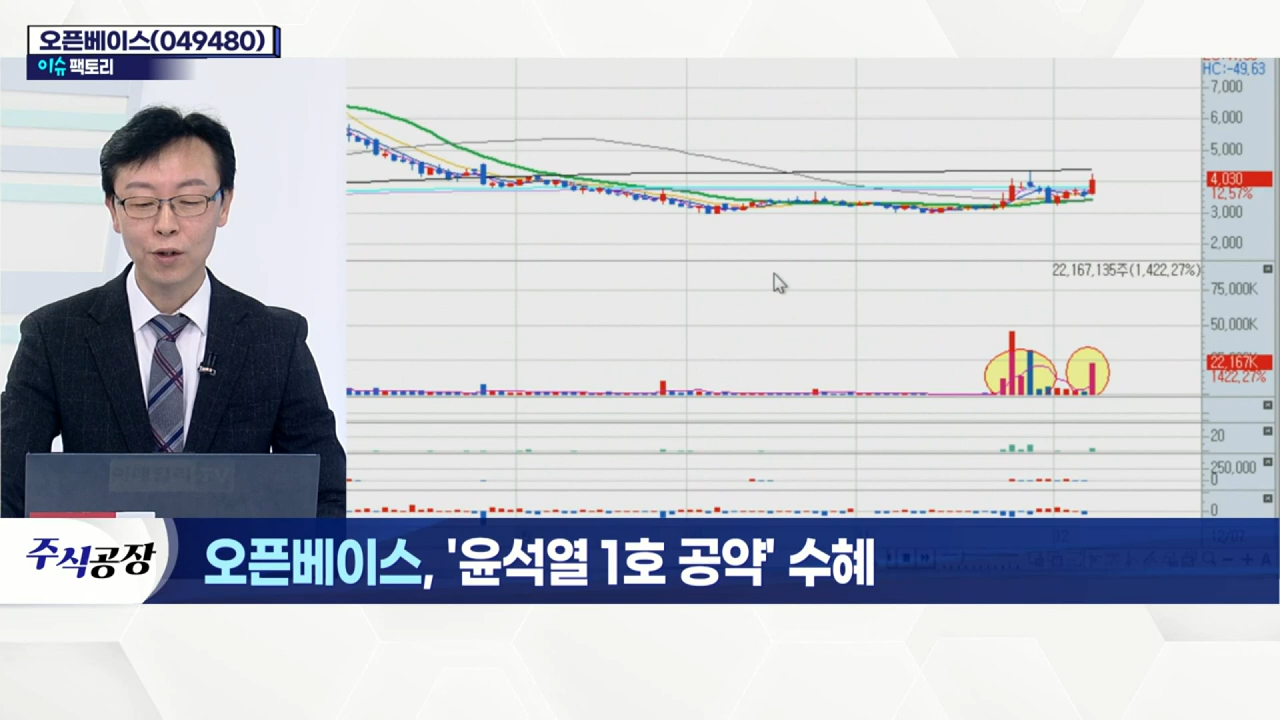 오픈베이스(049480)
이슈 팩토리
HC:-49,63
7,000
6,000
5,000
4,030
12,57%
3,000
2,000
22,167,135주(1,422,27%)
75,000K
50,000K
22,167K
1422,27%
20
250,000
0
0
주식공장
오픈베이스, '윤석열 1호 공약' 수혜
12/07